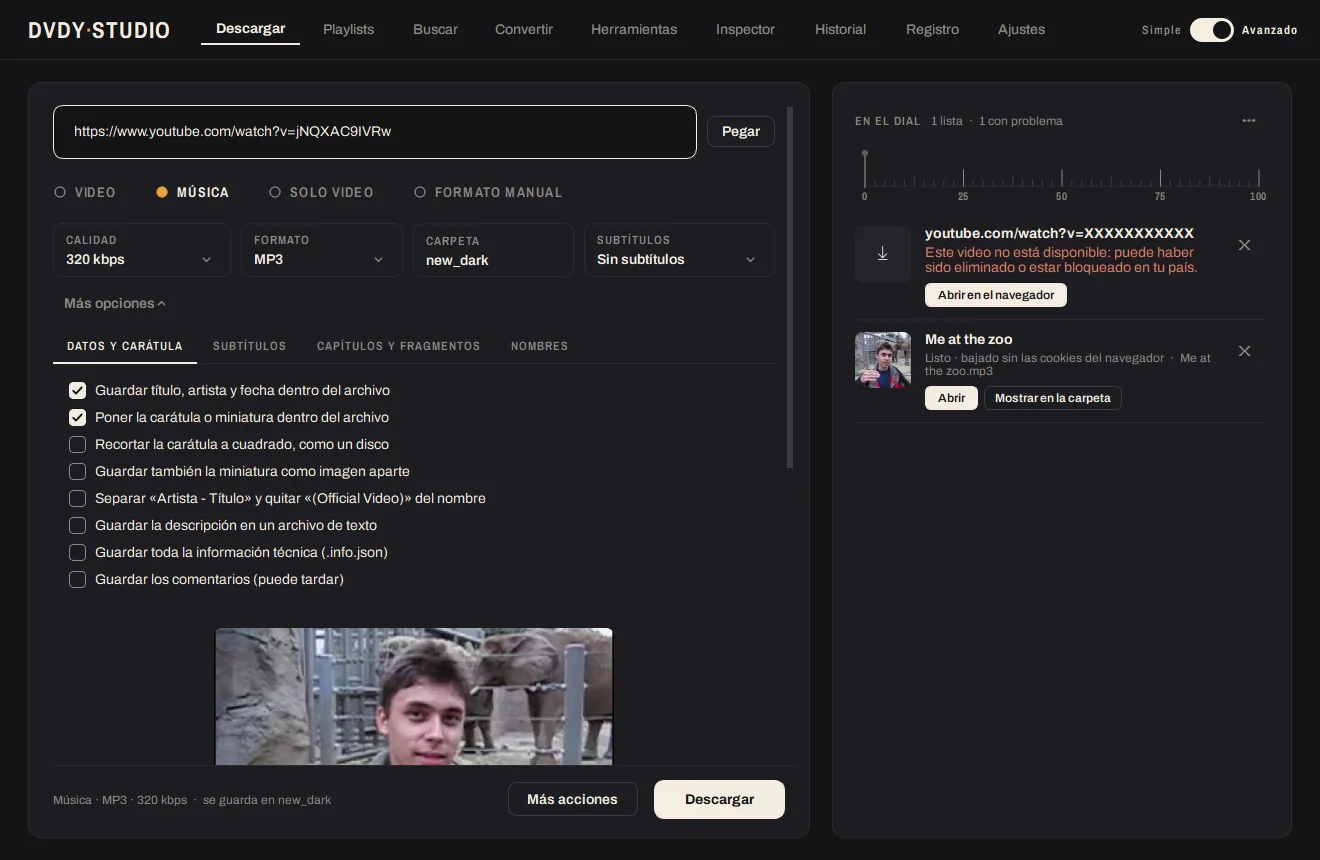 DVDY·STUDIO
Descargar
Playlists
Buscar
Convertir
Herramientas
Inspector
Historial
Registro
Ajustes
Simple
Avanzado
https://www.youtube.com/watch?v=jNQXAC9IVRw
Pegar
VIDEO
MÚSICA
SOLO VIDEO
FORMATO MANUAL
CALIDAD
320 kbps
FORMATO
MP3
CARPETA
new_dark
SUBTÍTULOS
Sin subtítulos
Más opciones
DATOS Y CARÁTULA
SUBTÍTULOS
CAPÍTULOS Y FRAGMENTOS
NOMBRES
Guardar título, artista y fecha dentro del archivo
Poner la carátula o miniatura dentro del archivo
Recortar la carátula a cuadrado, como un disco
Guardar también la miniatura como imagen aparte
Separar «Artista - Título» y quitar «(Official Video)» del nombre
Guardar la descripción en un archivo de texto
Guardar toda la información técnica (.info.json)
Guardar los comentarios (puede tardar)
Música · MP3 · 320 kbps · se guarda en new_dark
Más acciones
Descargar
EN EL DIAL 1 lista · 1 con problema
0 25 50 75 100
youtube.com/watch?v=XXXXXXXXXXX
Este video no está disponible: puede haber
sido eliminado o estar bloqueado en tu país.
Abrir en el navegador
Me at the zoo
Listo · bajado sin las cookies del navegador · Me at
the zoo.mp3
Abrir
Mostrar en la carpeta